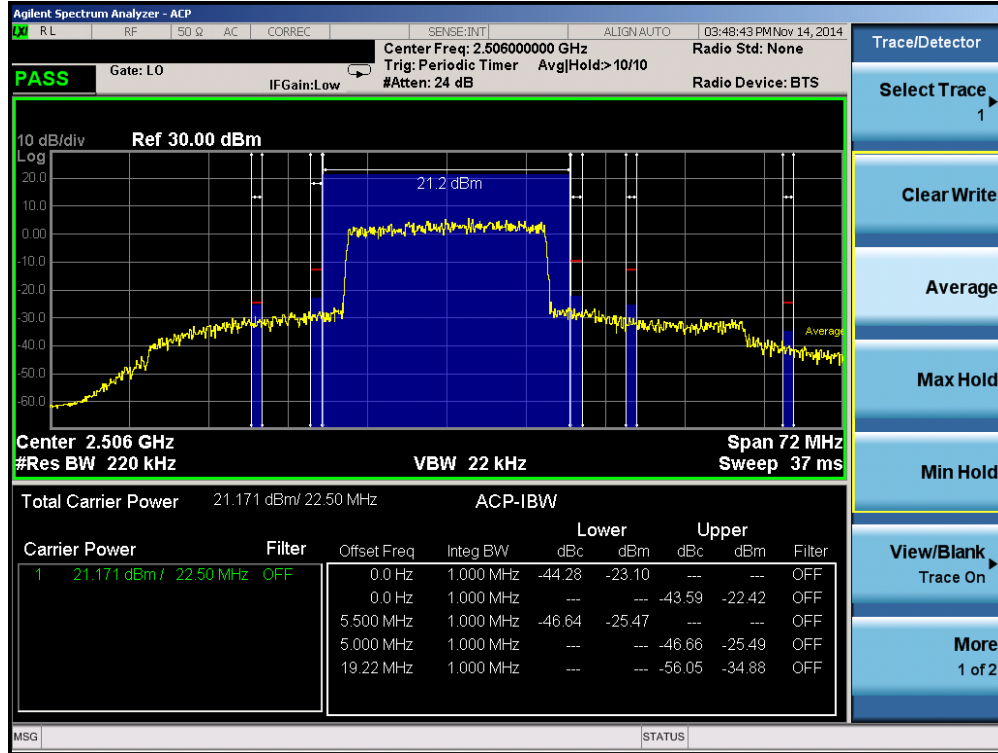 Agilent Spectrum Analyzer - ACP
LXI RL RF 50 Ω AC CORREC SENSE:INT ALIGN AUTO 03:48:43 PM Nov 14, 2014
Center Freq: 2.506000000 GHz Radio Std: None
PASS Gate: LO Trig: Periodic Timer Avg|Hold:>10/10
IFGain:Low #Atten: 24 dB Radio Device: BTS
10 dB/div Ref 30.00 dBm
Log
20.0
10.0
0.00
-10.0
-20.0
-30.0
-40.0
-50.0
-60.0
21.2 dBm
Average
Center 2.506 GHz Span 72 MHz
#Res BW 220 kHz VBW 22 kHz Sweep 37 ms
Total Carrier Power 21.171 dBm/ 22.50 MHz ACP-IBW
Lower Upper
Carrier Power Filter Offset Freq Integ BW dBc dBm dBc dBm Filter
1 21.171 dBm / 22.50 MHz OFF 0.0 Hz 1.000 MHz -44.28 -23.10 --- --- OFF
0.0 Hz 1.000 MHz --- --- -43.59 -22.42 OFF
5.500 MHz 1.000 MHz -46.64 -25.47 --- --- OFF
5.000 MHz 1.000 MHz --- --- -46.66 -25.49 OFF
19.22 MHz 1.000 MHz --- --- -56.05 -34.88 OFF
MSG STATUS
Trace/Detector
Select Trace
1
Clear Write
Average
Max Hold
Min Hold
View/Blank
Trace On
More
1 of 2